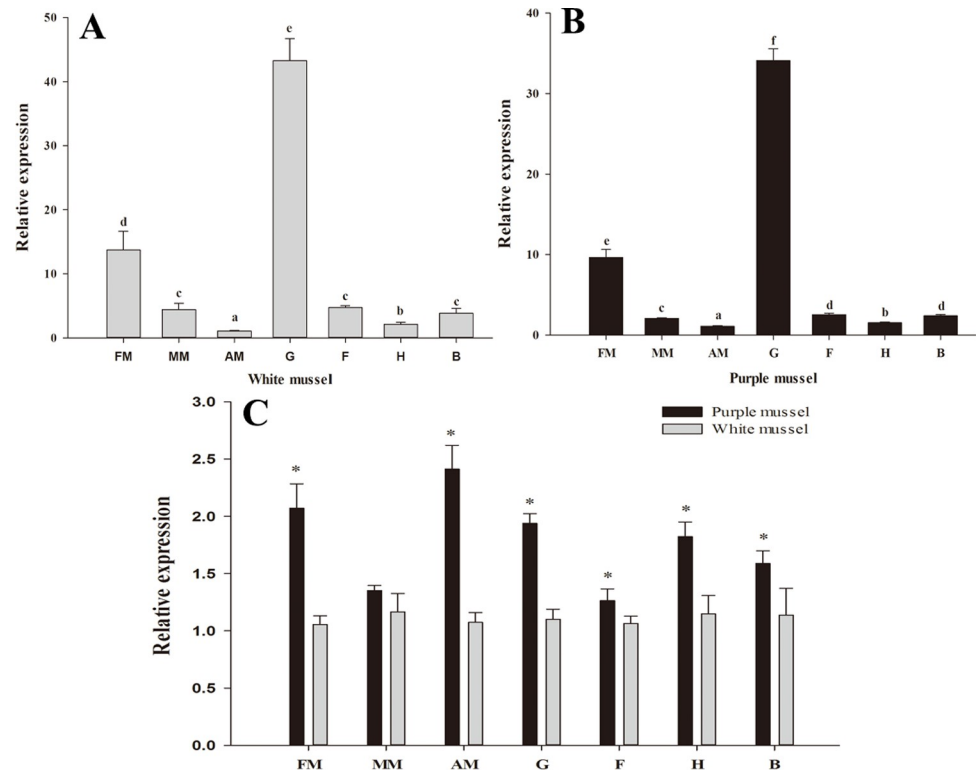 A
Relative expression
50
40
30
20
10
0
d
c
a
e
c
b
c
FM MM AM G F H B
White mussel
B
Relative expression
40
30
20
10
0
e
c
a
f
d
b
d
FM MM AM G F H B
Purple mussel
C
Purple mussel
White mussel
Relative expression
3.0
2.5
2.0
1.5
1.0
0.5
0.0
*
*
*
*
*
*
FM MM AM G F H B